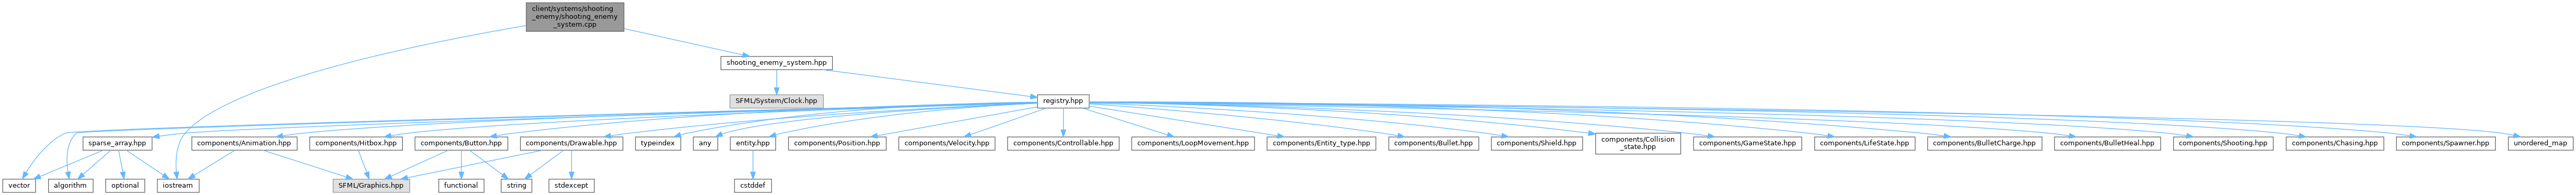 client/systems/shooting
_enemy/shooting_enemy
_system.cpp
shooting_enemy_system.hpp
SFML/System/Clock.hpp
registry.hpp
sparse_array.hpp
components/Animation.hpp
components/Hitbox.hpp
components/Button.hpp
components/Drawable.hpp
typeindex
any
entity.hpp
components/Position.hpp
components/Velocity.hpp
components/Controllable.hpp
components/LoopMovement.hpp
components/Entity_type.hpp
components/Bullet.hpp
components/Shield.hpp
components/Collision
_state.hpp
components/GameState.hpp
components/LifeState.hpp
components/BulletCharge.hpp
components/BulletHeal.hpp
components/Shooting.hpp
components/Chasing.hpp
components/Spawner.hpp
unordered_map
vector
algorithm
optional
iostream
SFML/Graphics.hpp
functional
string
stdexcept
cstddef